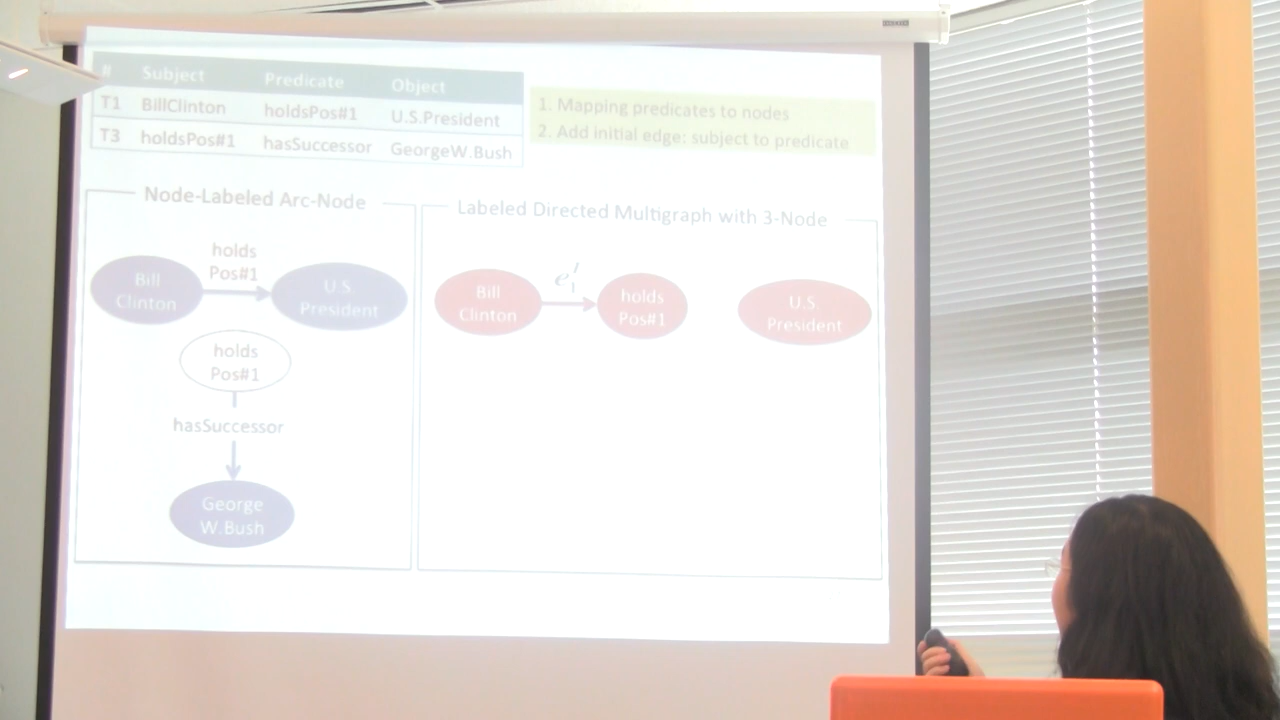 # Subject Predicate Object
T1 BillClinton holdsPos#1 U.S.President
T3 holdsPos#1 hasSuccessor GeorgeW.Bush
1. Mapping predicates to nodes
2. Add initial edge: subject to predicate
Node-Labeled Arc-Node
holds
Pos#1
Bill
Clinton
U.S
President
holds
Pos#1
hasSuccessor
George
W.Bush
Labeled Directed Multigraph with 3-Node
Bill
Clinton
e′₁
holds
Pos#1
U.S.
President